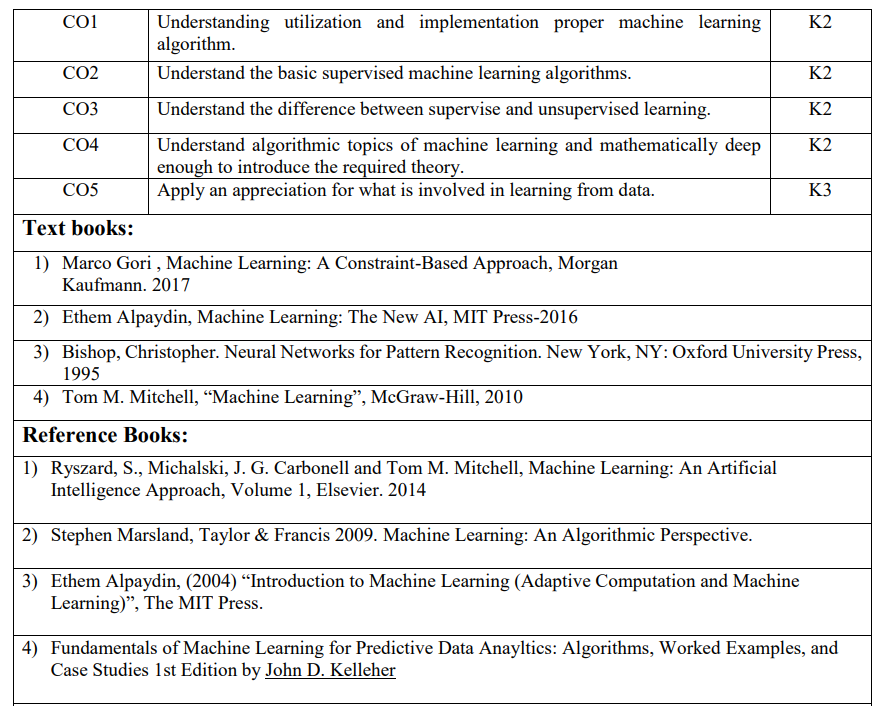 CO1 Understanding utilization and implementation proper machine learning K2
algorithm.
CO2 Understand the basic supervised machine learning algorithms. K2
CO3 Understand the difference between supervise and unsupervised learning. K2
CO4 Understand algorithmic topics of machine learning and mathematically deep K2
enough to introduce the required theory.
CO5 Apply an appreciation for what is involved in learning from data. K3
Text books:
1) Marco Gori , Machine Learning: A Constraint-Based Approach, Morgan
Kaufmann. 2017
2) Ethem Alpaydin, Machine Learning: The New AI, MIT Press-2016
3) Bishop, Christopher. Neural Networks for Pattern Recognition. New York, NY: Oxford University Press,
1995
4) Tom M. Mitchell, “Machine Learning”, McGraw-Hill, 2010
Reference Books:
1) Ryszard, S., Michalski, J. G. Carbonell and Tom M. Mitchell, Machine Learning: An Artificial
Intelligence Approach, Volume 1, Elsevier. 2014
2) Stephen Marsland, Taylor & Francis 2009. Machine Learning: An Algorithmic Perspective.
3) Ethem Alpaydin, (2004) “Introduction to Machine Learning (Adaptive Computation and Machine
Learning)”, The MIT Press.
4) Fundamentals of Machine Learning for Predictive Data Anayltics: Algorithms, Worked Examples, and
Case Studies 1st Edition by John D. Kelleher